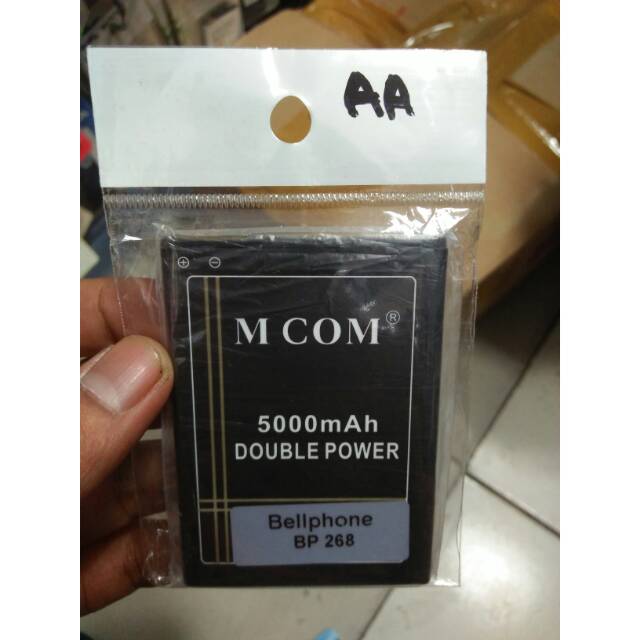 AA
M COM®
5000mAh
DOUBLE POWER
Bellphone
BP 268